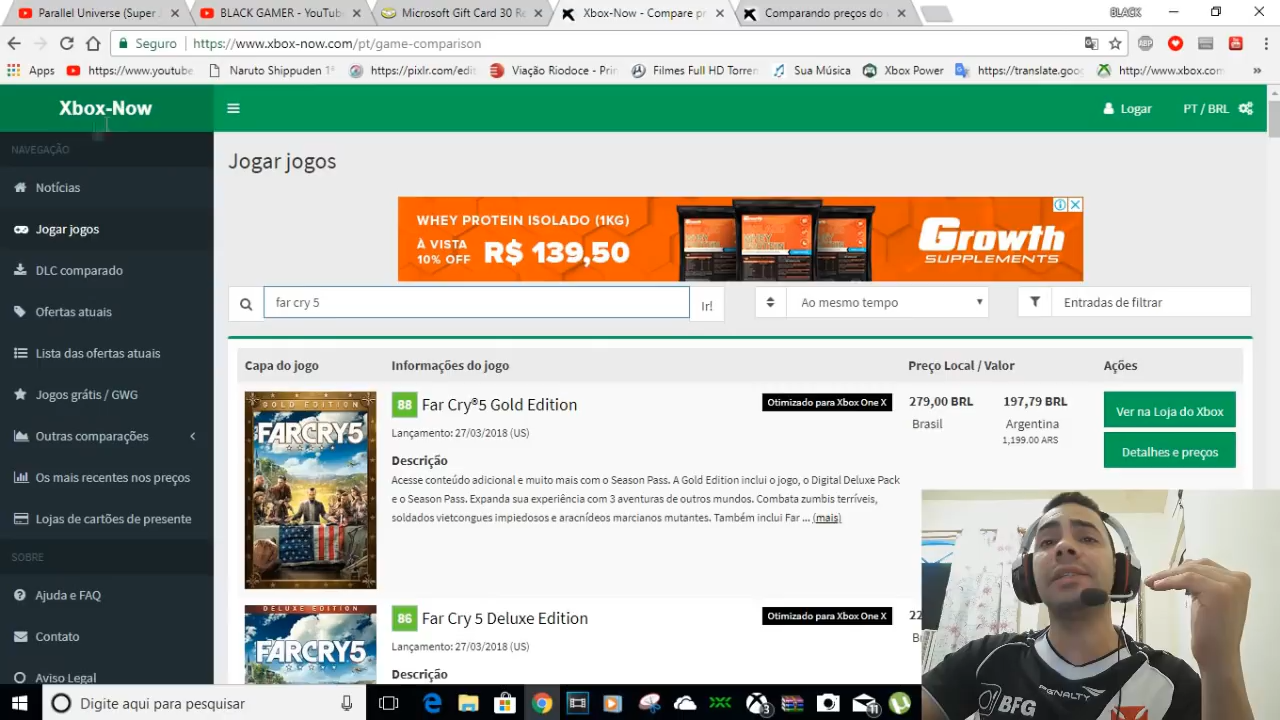 Parallel Universe (Super
BLACK GAMER - YouTube
Microsoft Gift Card 30 Re
Xbox-Now - Compare pr
Comparando preços do
BLACK
Seguro
https://www.xbox-now.com/pt/game-comparison
ABP
Apps
https://www.youtube
Naruto Shippuden 1ª
https://pixlr.com/edit
Viação Riodoce - Prin
Filmes Full HD Torren
Sua Música
Xbox Power
https://translate.goog
http://www.xbox.com
»
Xbox-Now
Logar
PT / BRL
NAVEGAÇÃO
Notícias
Jogar jogos
DLC comparado
Ofertas atuais
Lista das ofertas atuais
Jogos grátis / GWG
Outras comparações
Os mais recentes nos preços
Lojas de cartões de presente
SOBRE
Ajuda e FAQ
Contato
Aviso Legal
Jogar jogos
WHEY PROTEIN ISOLADO (1KG)
À VISTA
10% OFF
R$ 139,50
Growth
SUPPLEMENTS
far cry 5
Ir!
Ao mesmo tempo
Entradas de filtrar
Capa do jogo
Informações do jogo
Preço Local / Valor
Ações
GOLD EDITION
FARCRY5
88
Far Cry®5 Gold Edition
Otimizado para Xbox One X
Lançamento: 27/03/2018 (US)
Descrição
Acesse conteúdo adicional e muito mais com o Season Pass. A Gold Edition inclui o jogo, o Digital Deluxe Pack
e o Season Pass. Expanda sua experiência com 3 aventuras de outros mundos. Combata zumbis terríveis,
soldados vietcongues impiedosos e aracnídeos marcianos mutantes. Também inclui Far ... (mais)
279,00 BRL
Brasil
197,79 BRL
Argentina
1,199.00 ARS
Ver na Loja do Xbox
Detalhes e preços
DELUXE EDITION
FARCRY5
86
Far Cry 5 Deluxe Edition
Otimizado para Xbox One X
22
Br
Lançamento: 27/03/2018 (US)
Descrição
BFG
PENALTY
Digite aqui para pesquisar
3
11